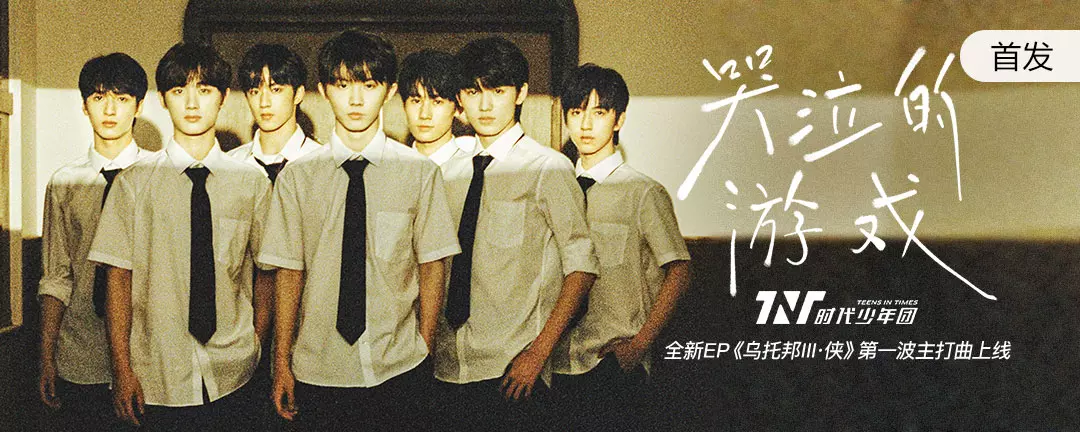 首发
哭泣的
游戏
TNT
TEENS IN TIMES
时代少年团
全新EP《乌托邦III·侠》第一波主打曲上线